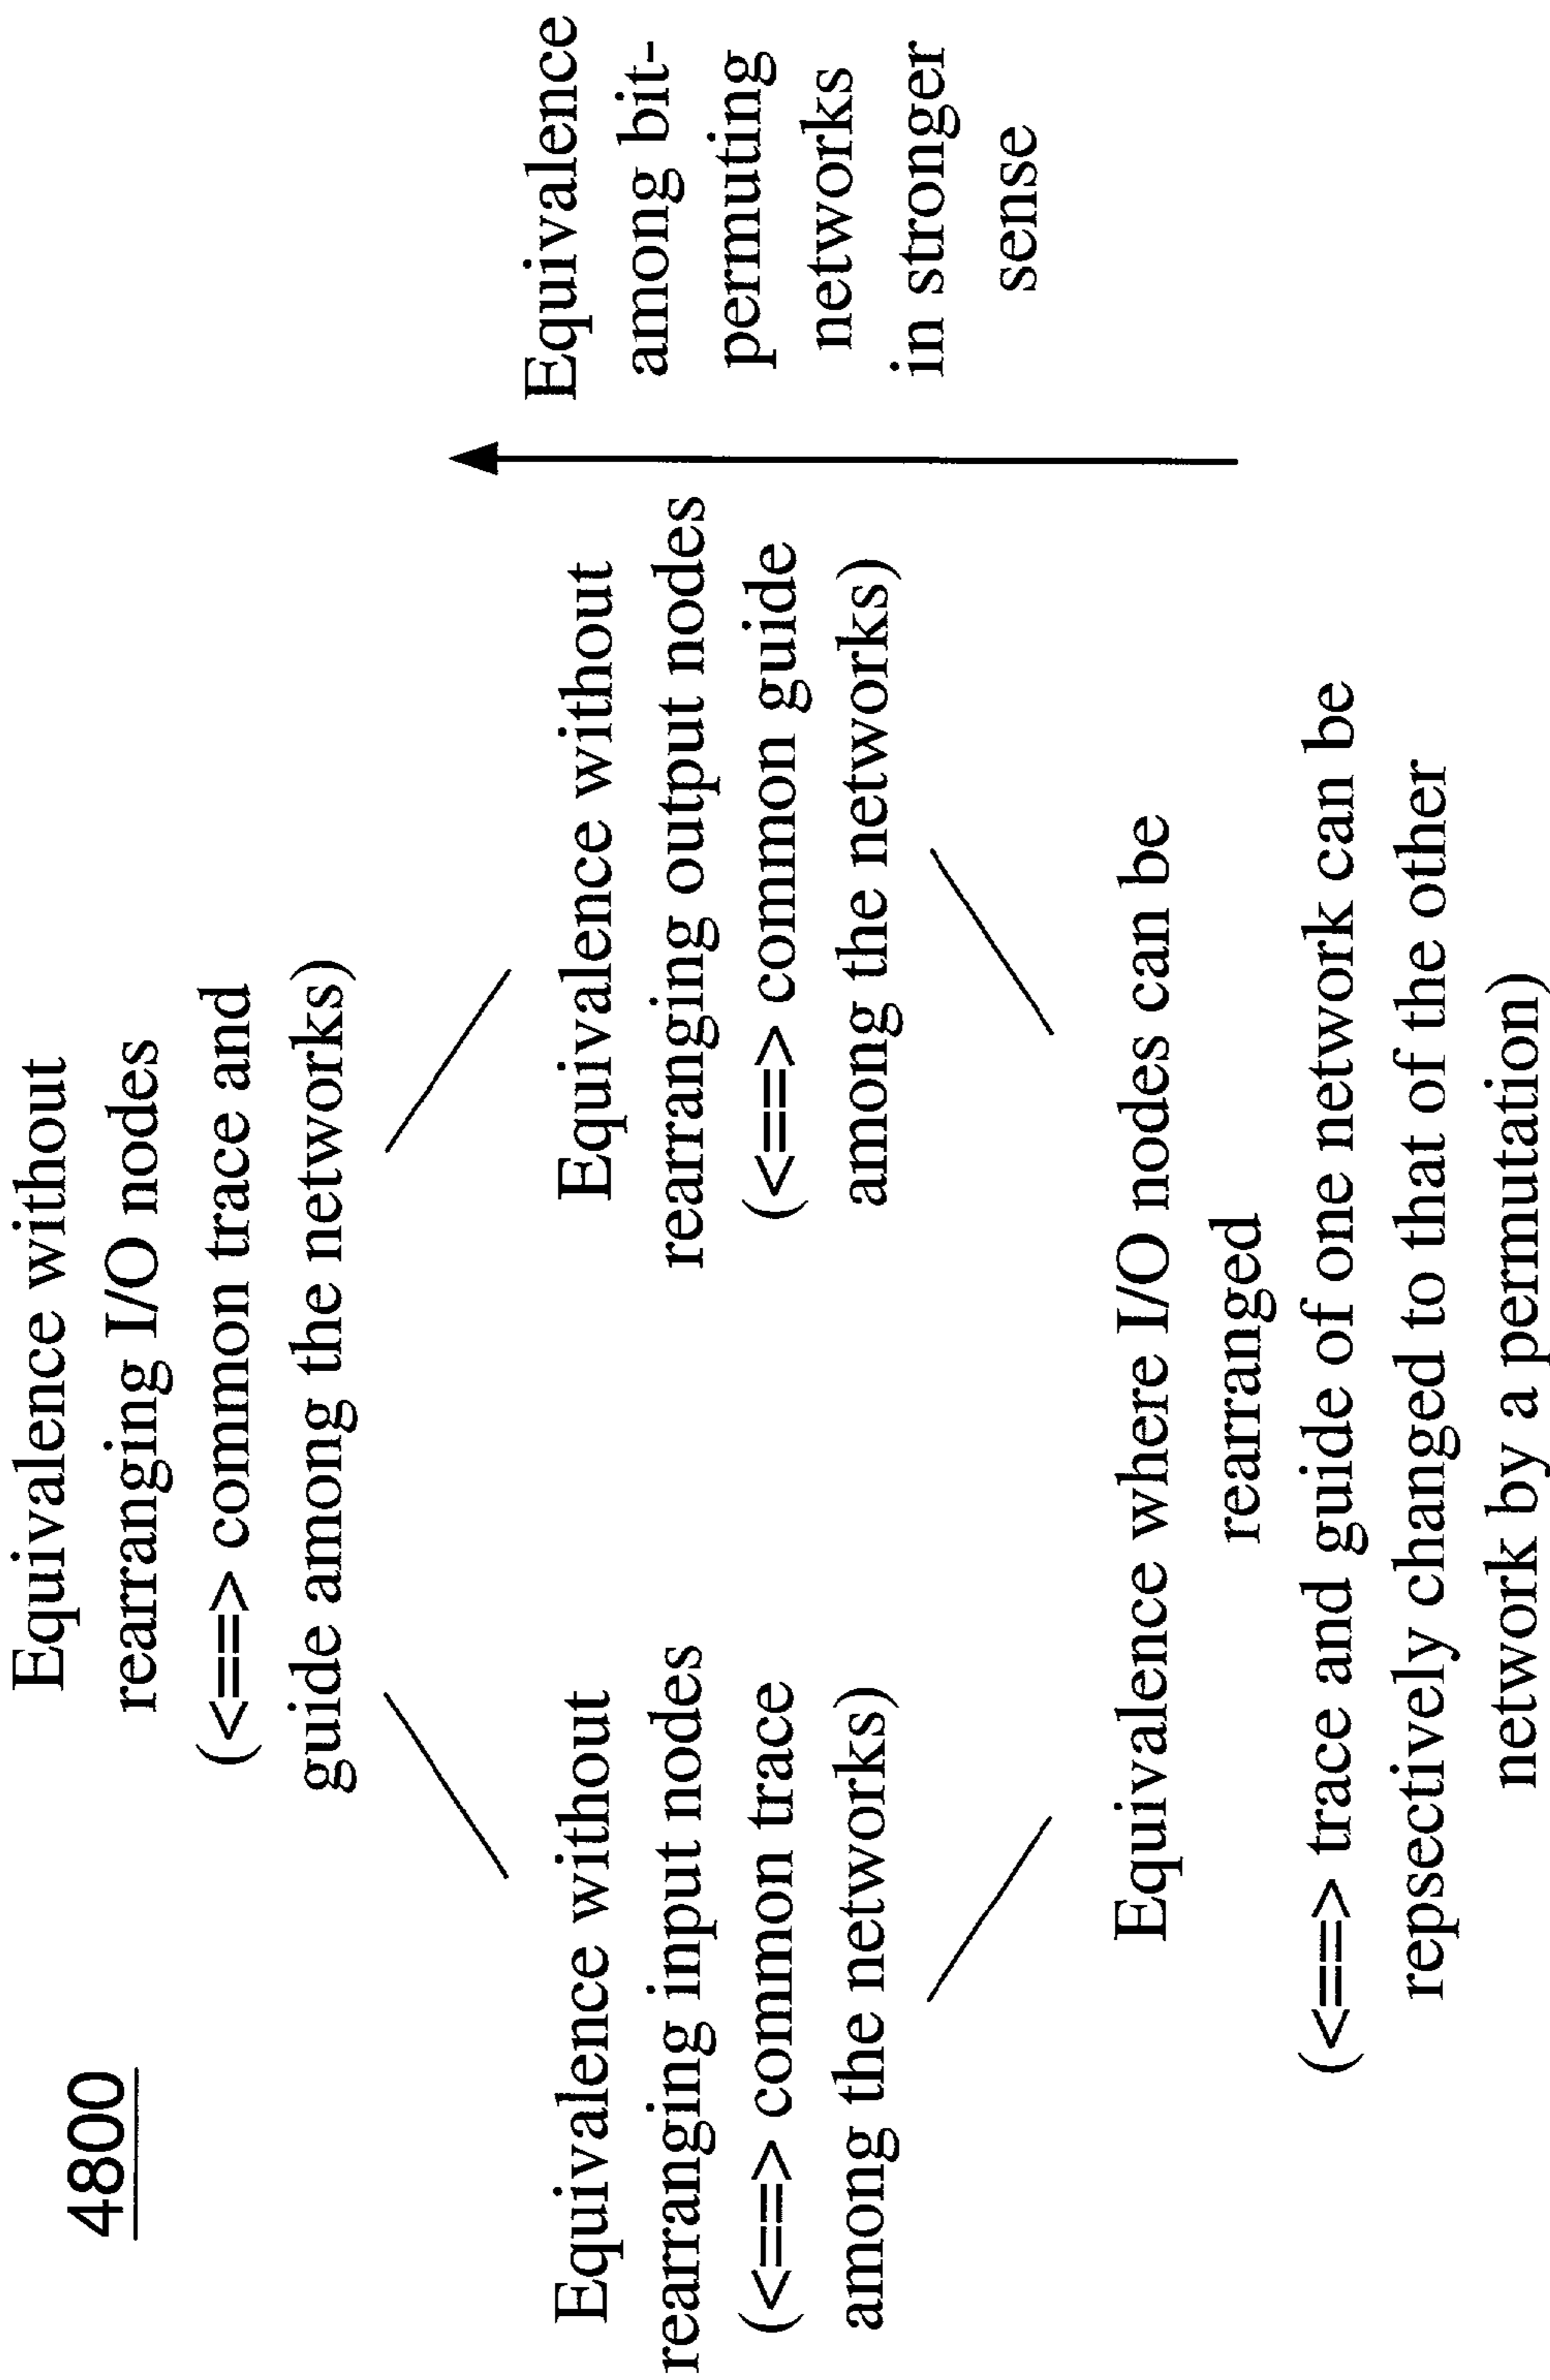 4800
Equivalence without
rearranging I/O nodes
(<==> common trace and
guide among the networks)
Equivalence without
rearranging input nodes
(<==> common trace
among the networks)
Equivalence without
rearranging output nodes
(<==> common guide
among the networks)
Equivalence where I/O nodes can be
rearranged
(<==> trace and guide of one network can be
repsectively changed to that of the other
network by a permutation)
Equivalence
among bit-
permuting
networks
in stronger
sense